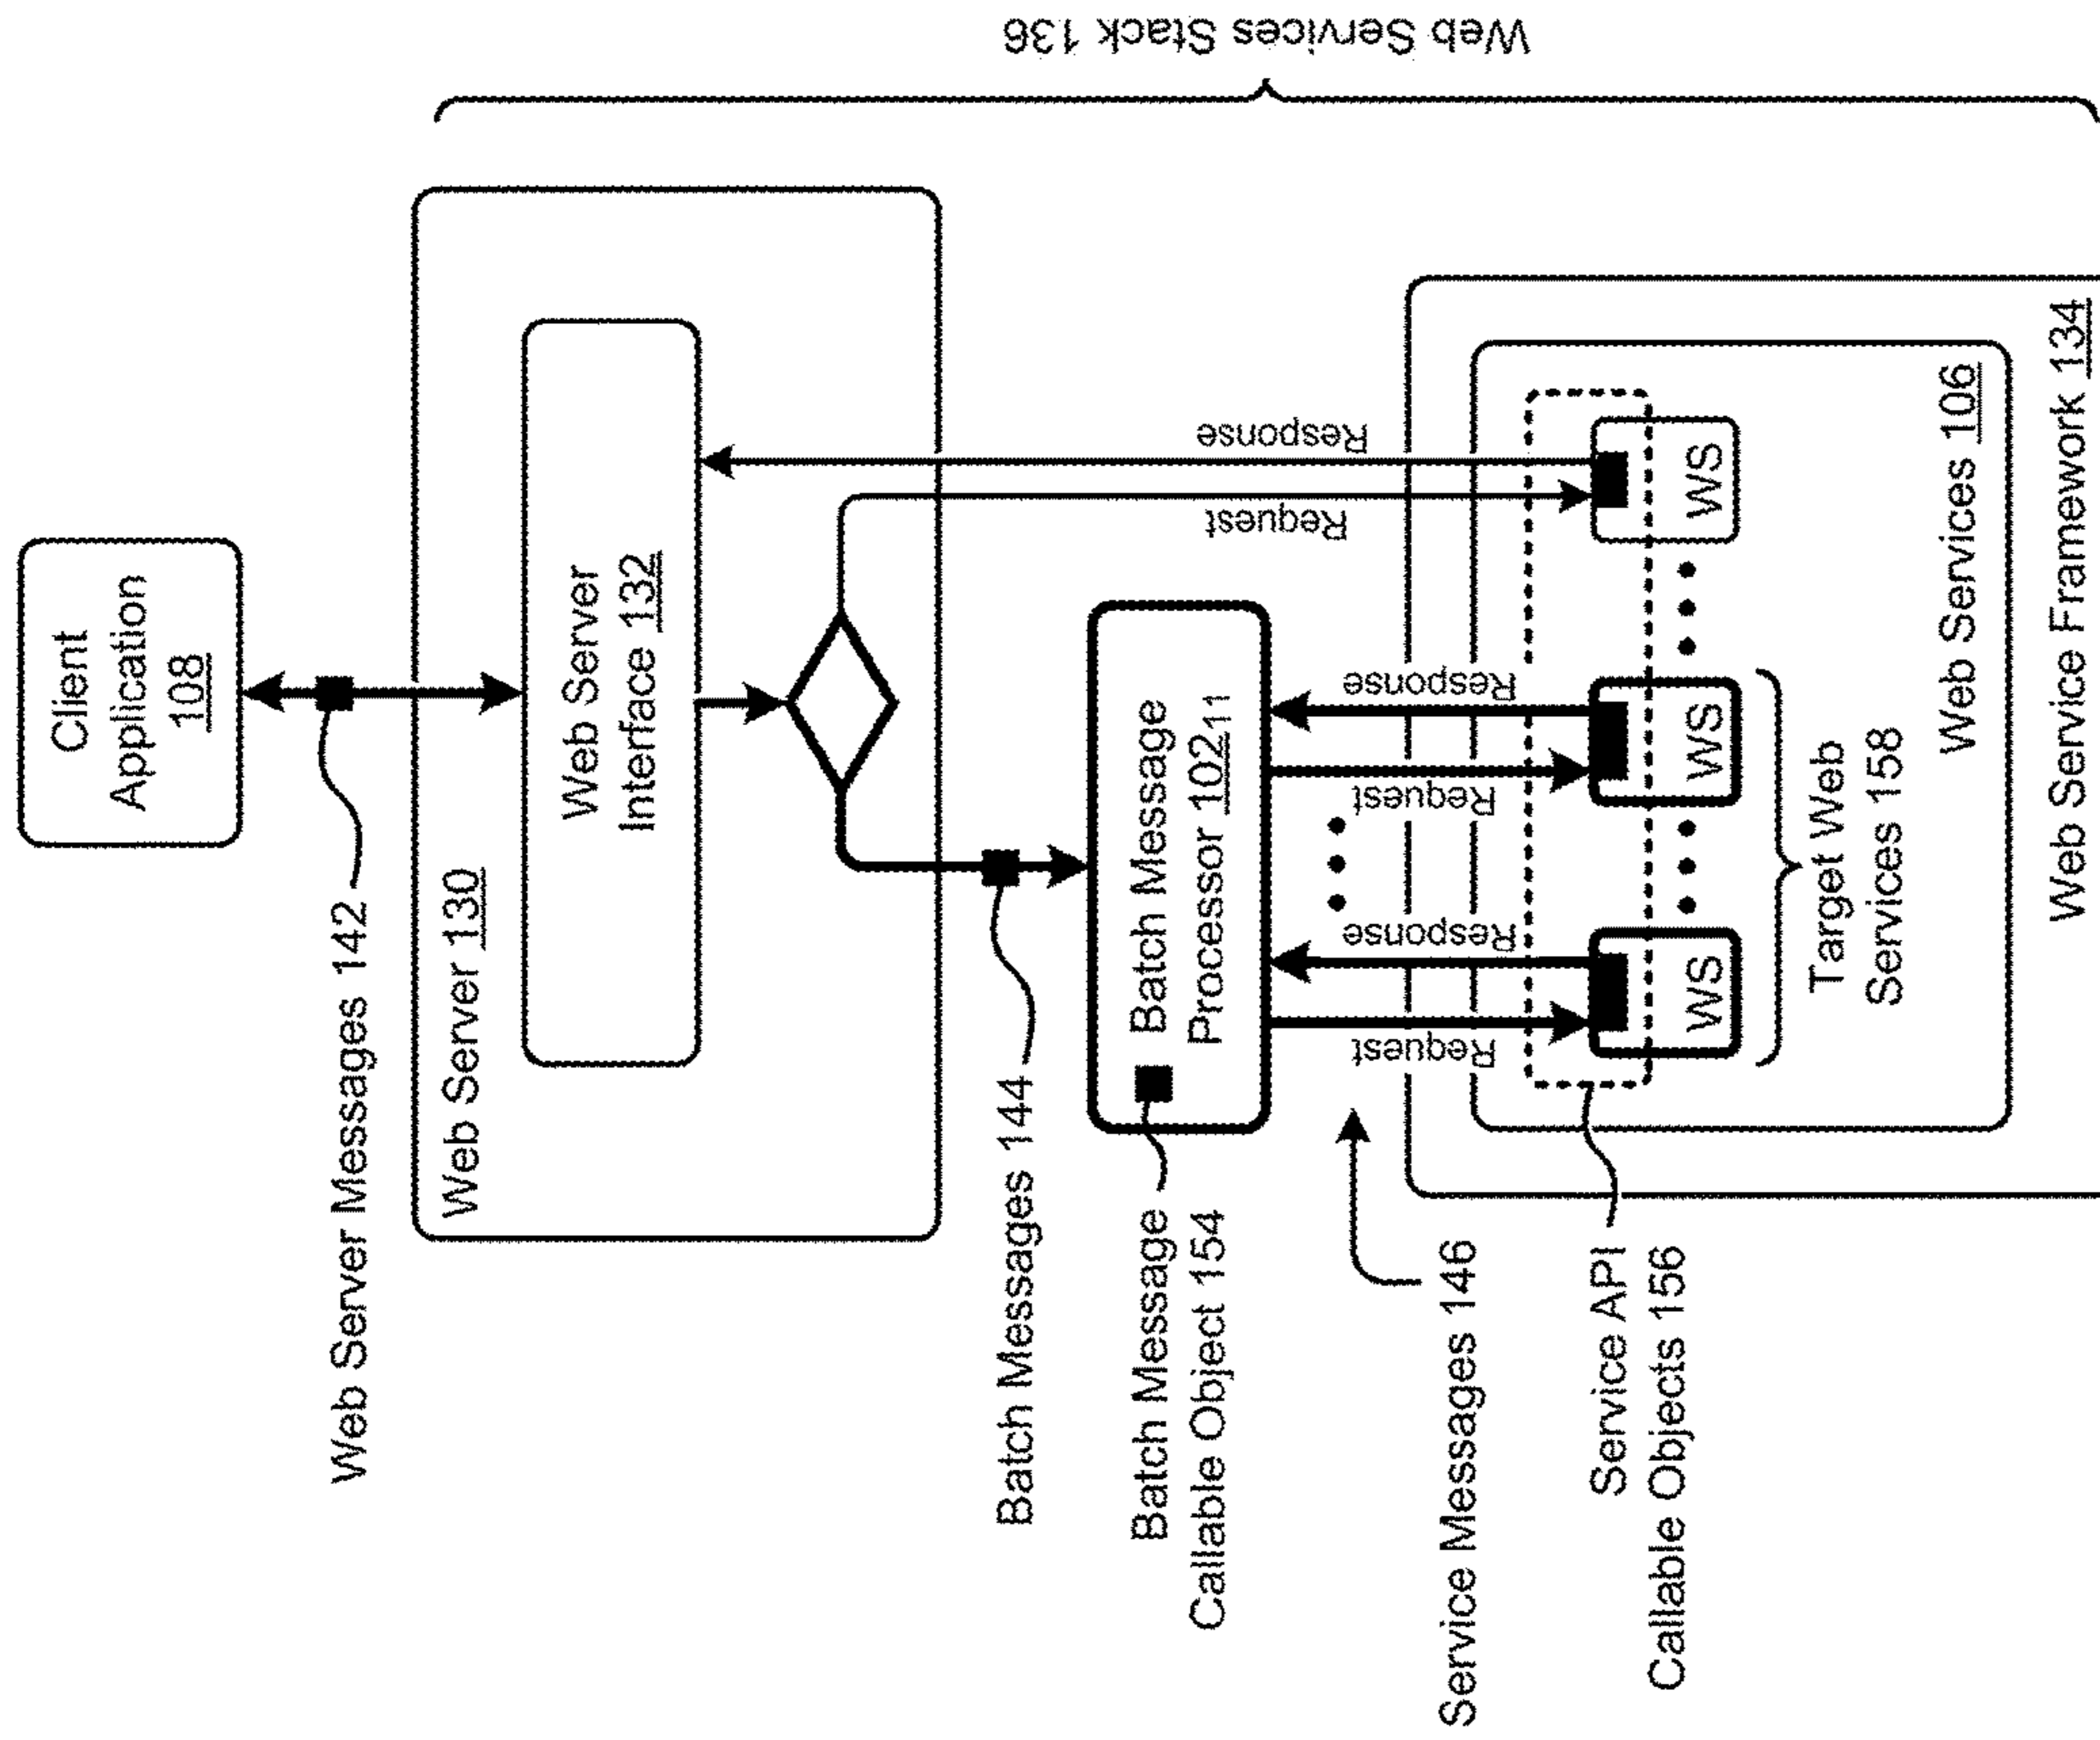 Client
Application
108
Web Server Messages 142
Web Server 130
Web Server
Interface 132
Batch Messages 144
Batch Message
Callable Object 154
Batch Message
Processor 102₁₁
Service Messages 146
Request
Response
Request
Response
Request
Response
Service API
Callable Objects 156
WS
WS
WS
Target Web
Services 158
Web Services 106
Web Service Framework 134
Web Services Stack 136